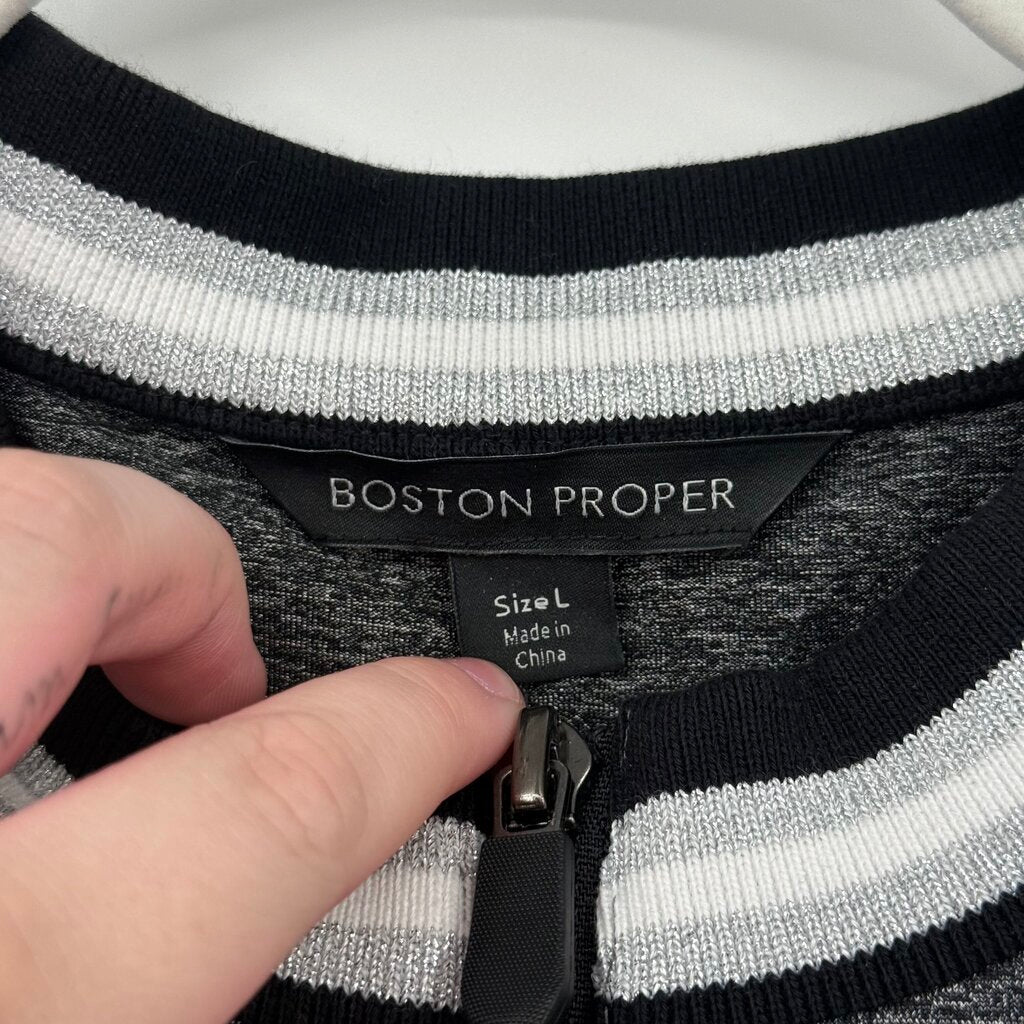 BOSTON PROPER
Size L
Made in
China